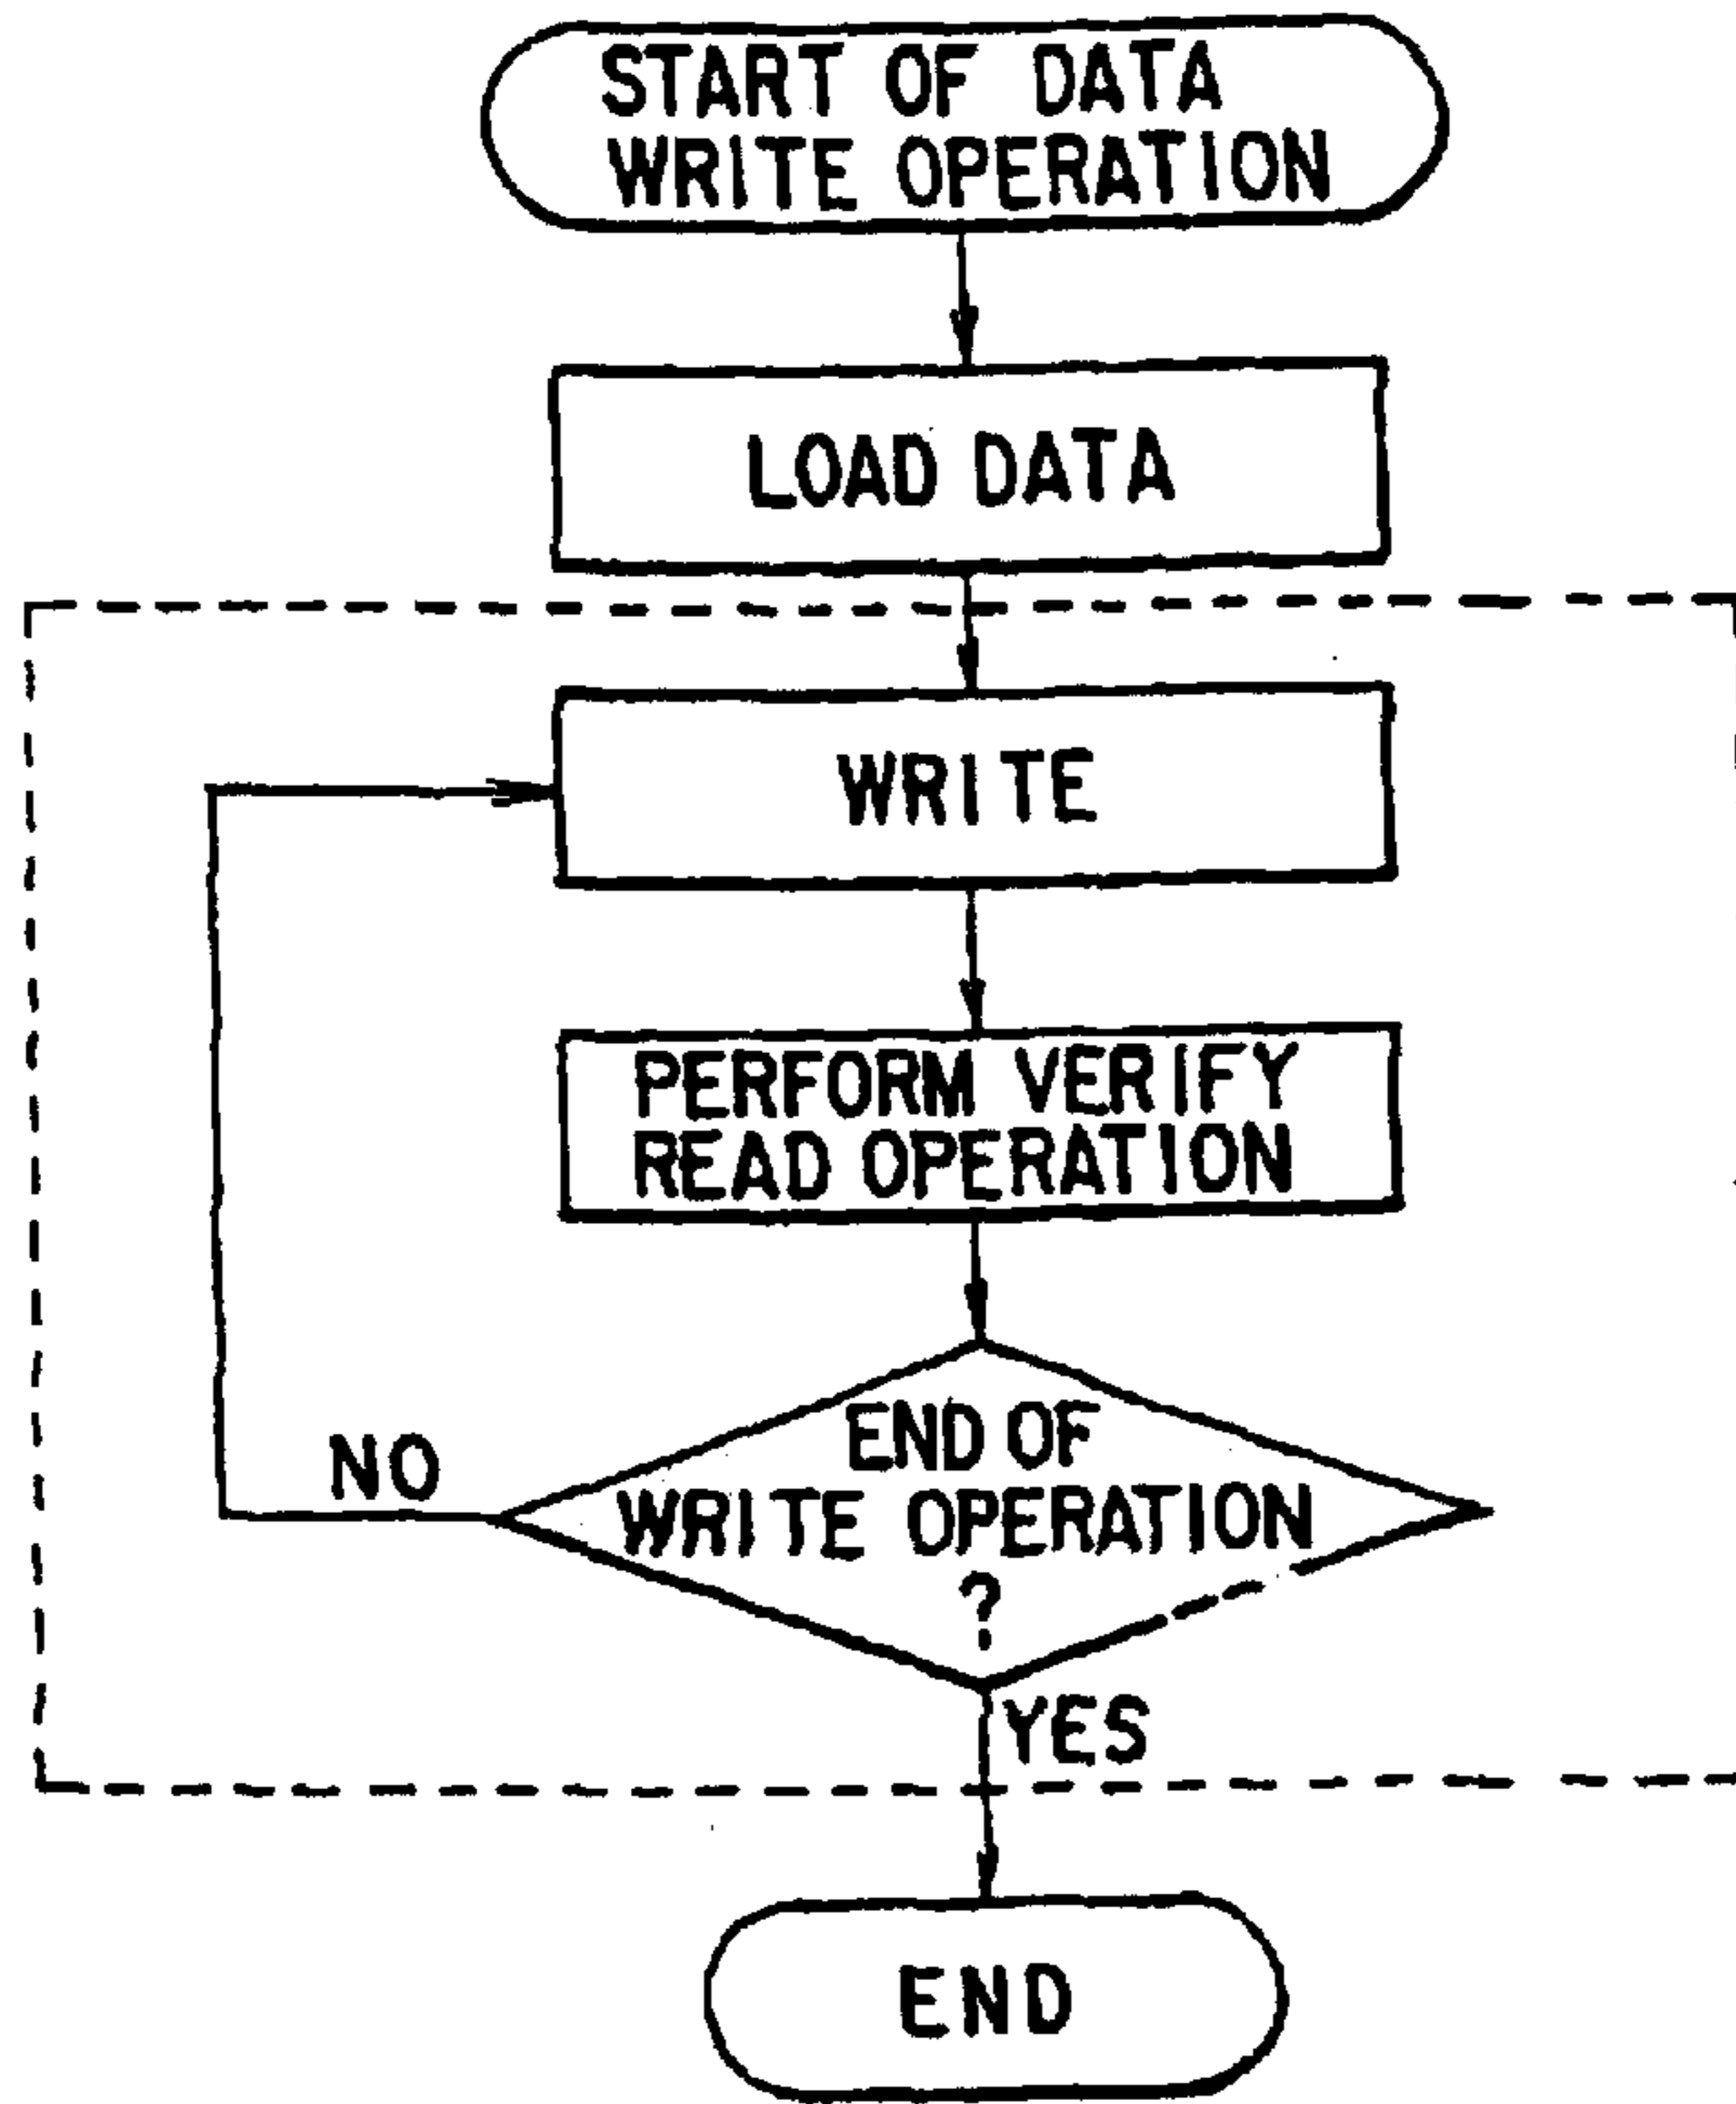 START OF DATA
WRITE OPERATION
LOAD DATA
WRITE
PERFORM VERIFY
READ OPERATION
END OF
WRITE OPERATION
?
NO
YES
END